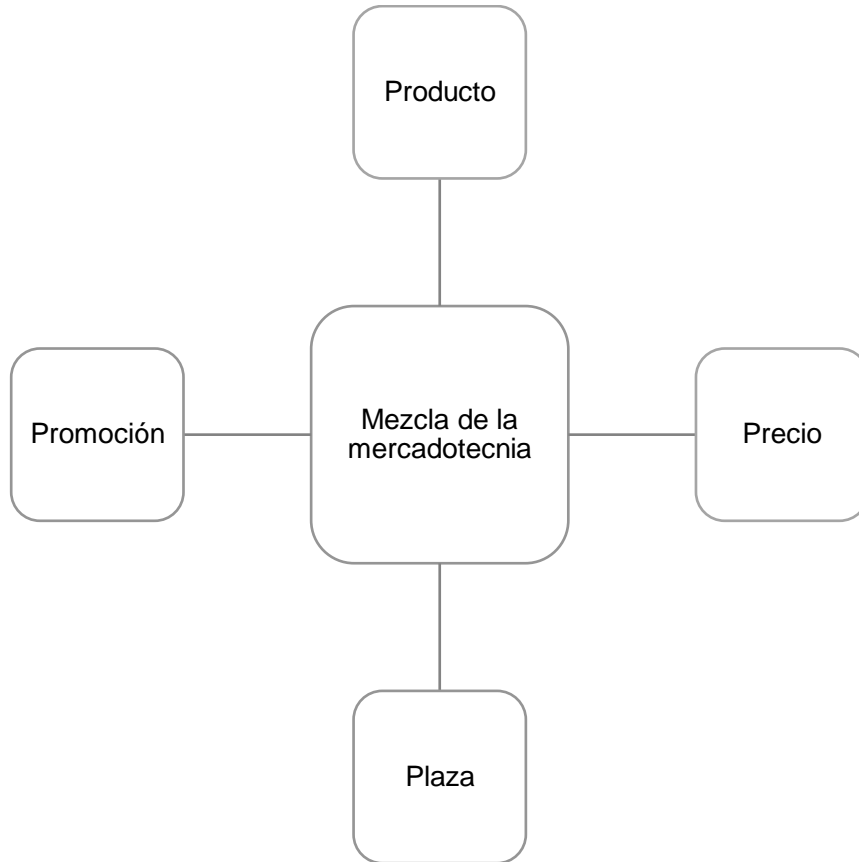 Producto
Promoción
Mezcla de la
mercadotecnia
Precio
Plaza